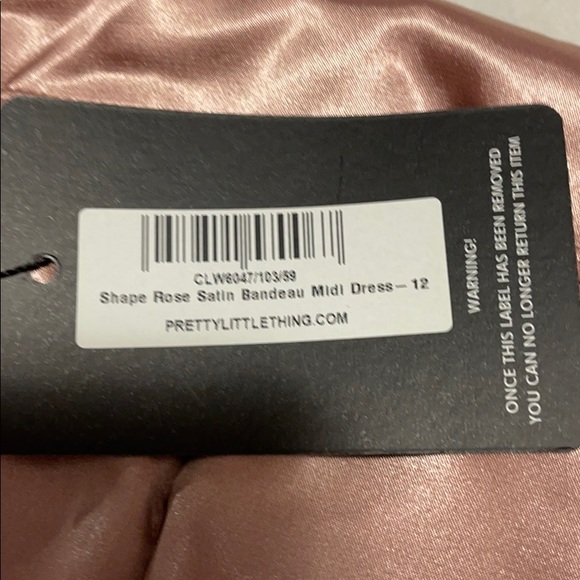 CLW6047/103/59
Shape Rose Satin Bandeau Midi Dress— 12
PRETTYLITTLETHING.COM
WARNING!
ONCE THIS LABEL HAS BEEN REMOVED
YOU CAN NO LONGER RETURN THIS ITEM